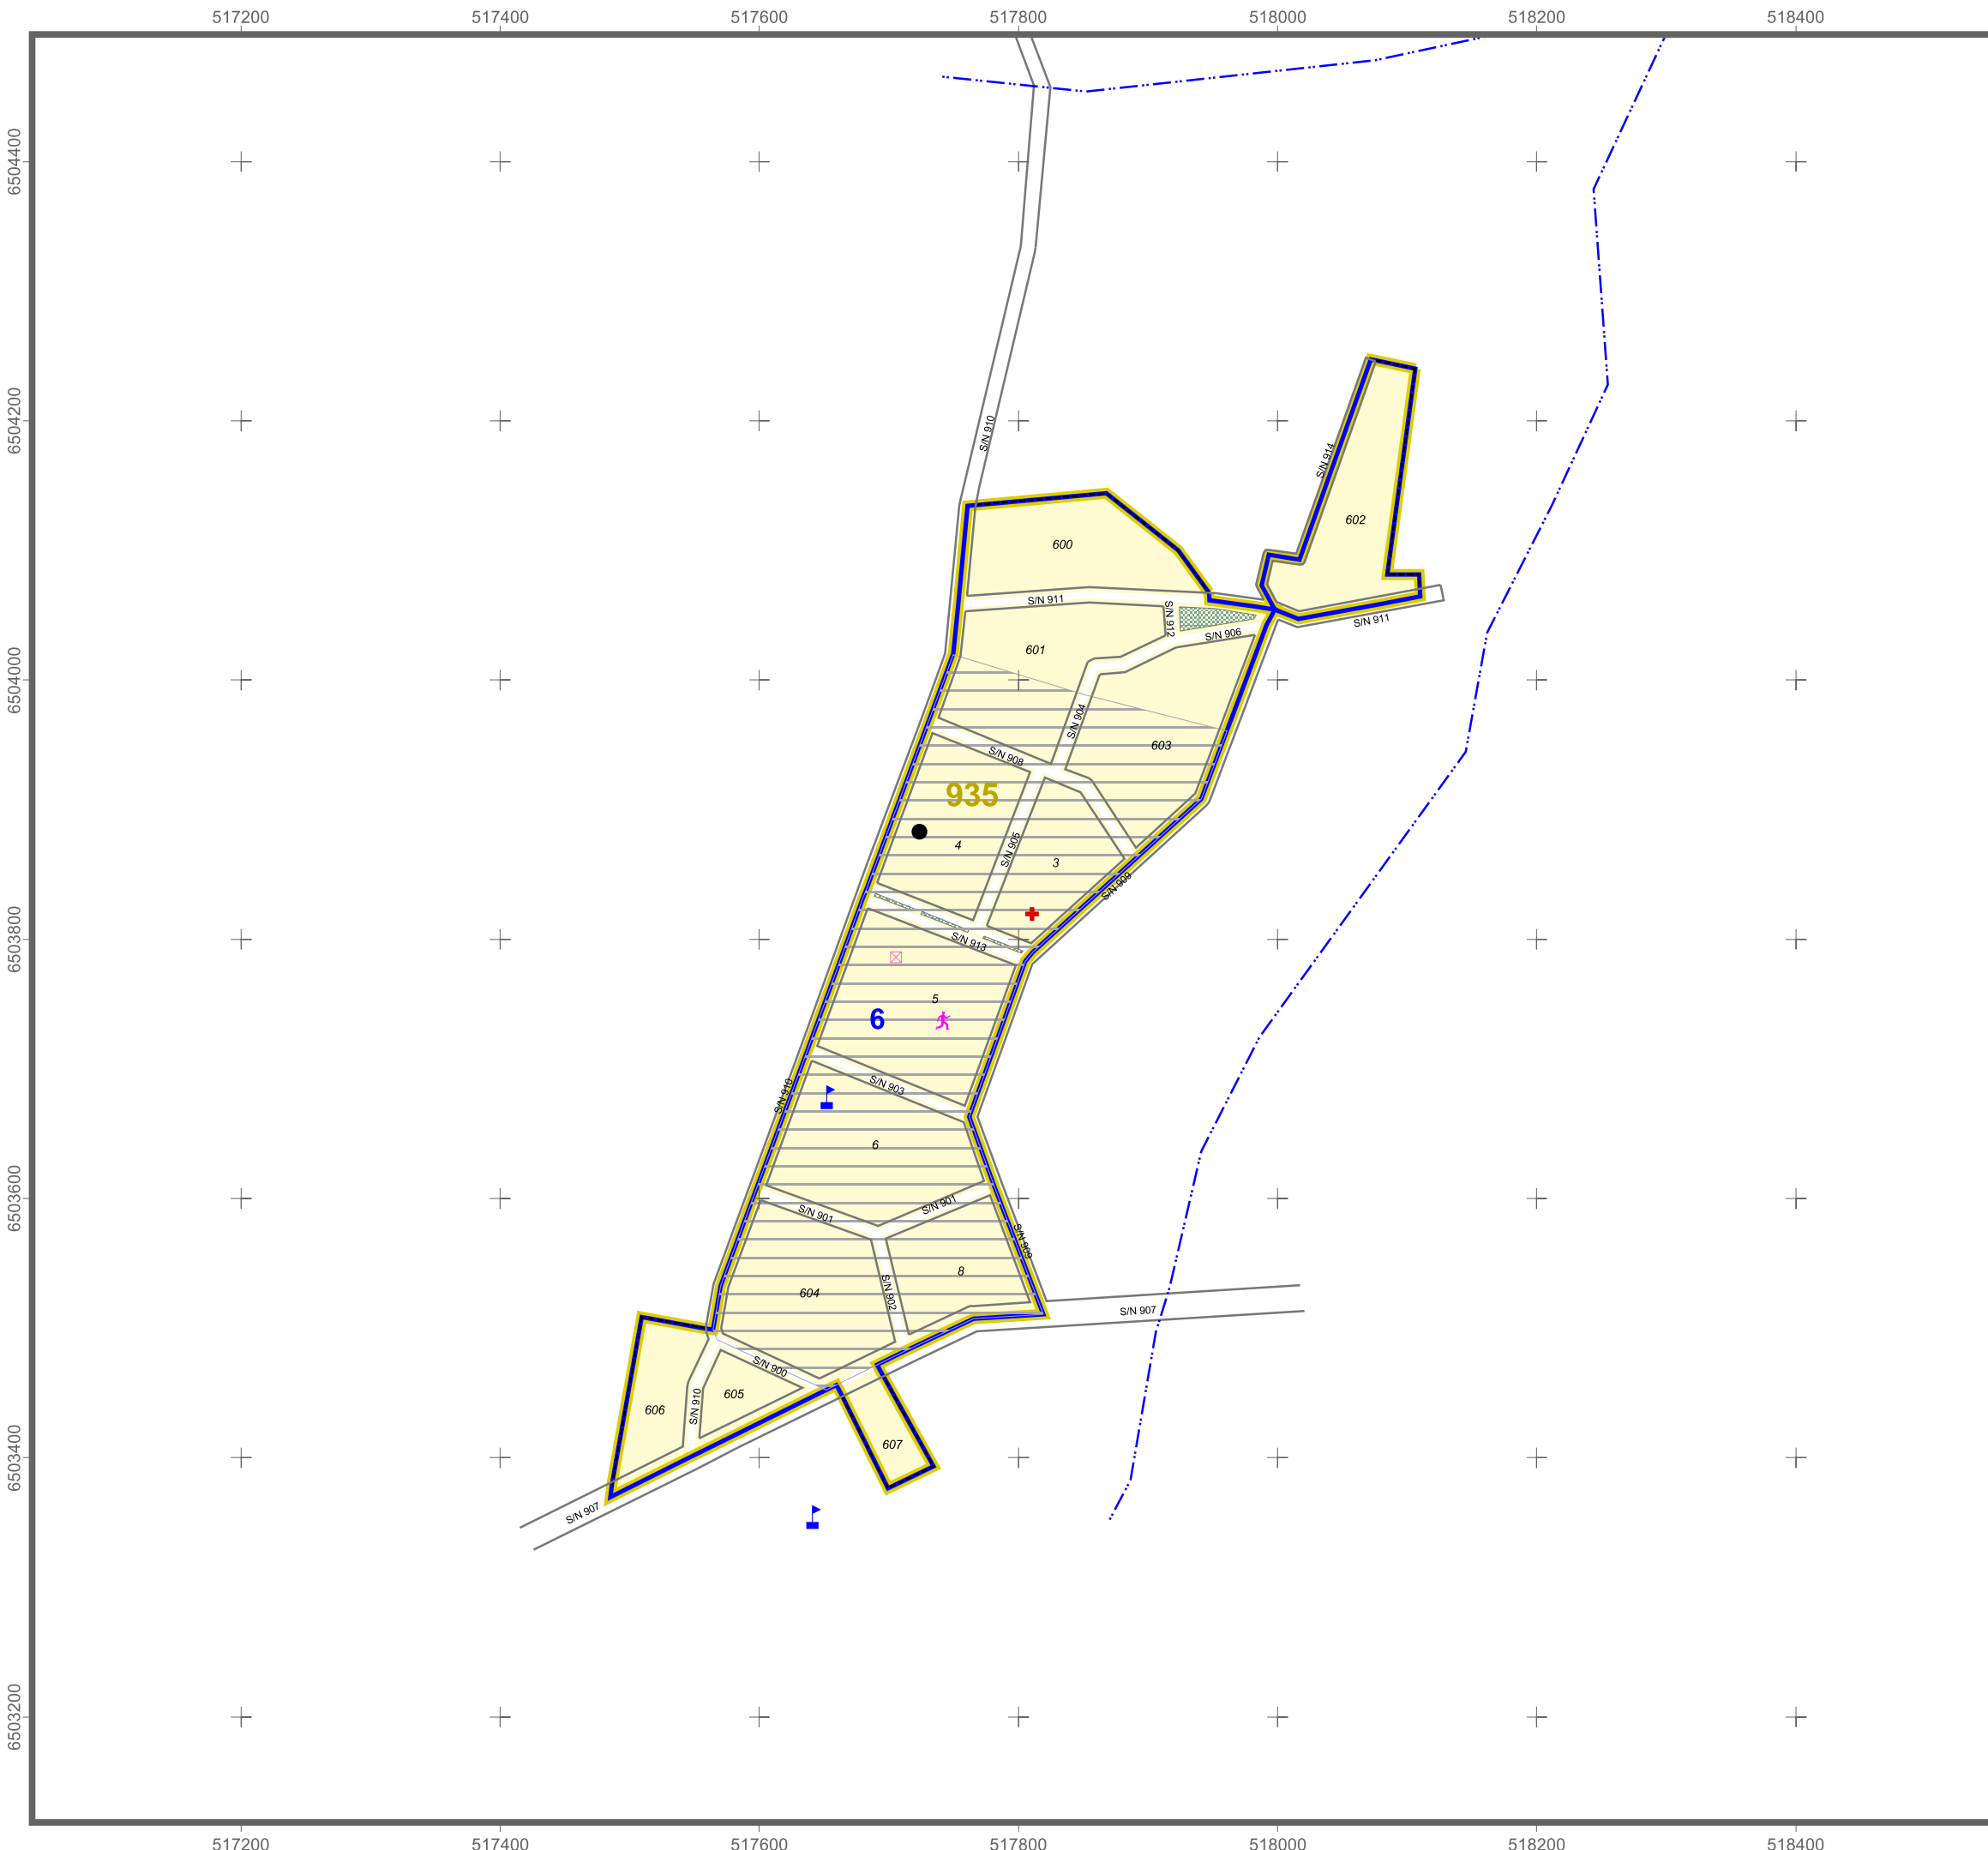 517200 517400 517600 517800 518000 518200 518400
6504400
6504200
S/N 910
S/N 914
602
600
S/N 911
S/N 912
S/N 911
S/N 906
601
6504000
S/N 904
603
S/N 908
935
4
S/N 905
3
S/N 909
6503800
S/N 913
5
6
S/N 903
S/N 910
6
6503600
S/N 901
S/N 901
S/N 909
8
604
S/N 902
S/N 907
S/N 900
605
S/N 910
606
607
6503400
S/N 907
6503200
517200 517400 517600 517800 518000 518200 518400